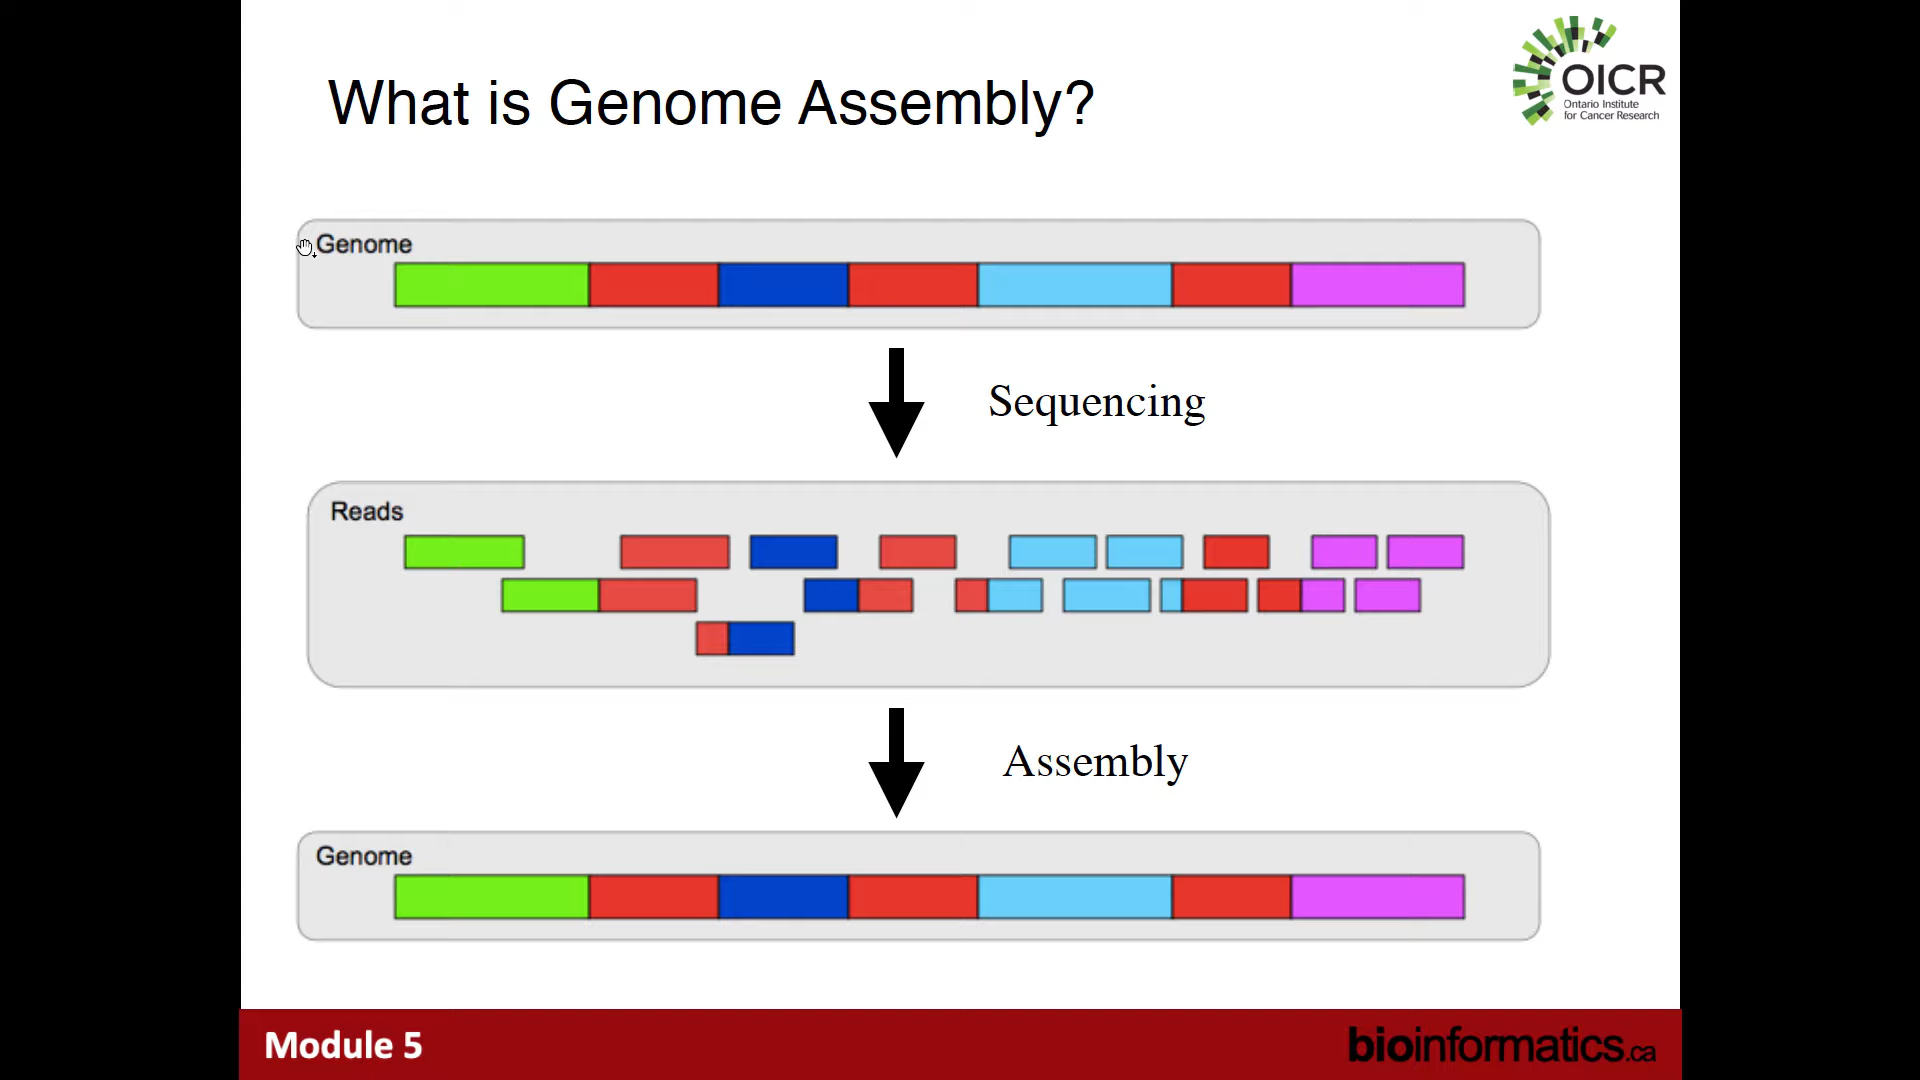 What is Genome Assembly?
OICR
Ontario Institute
for Cancer Research
Genome
Sequencing
Reads
Assembly
Genome
Module 5
bioinformatics.ca